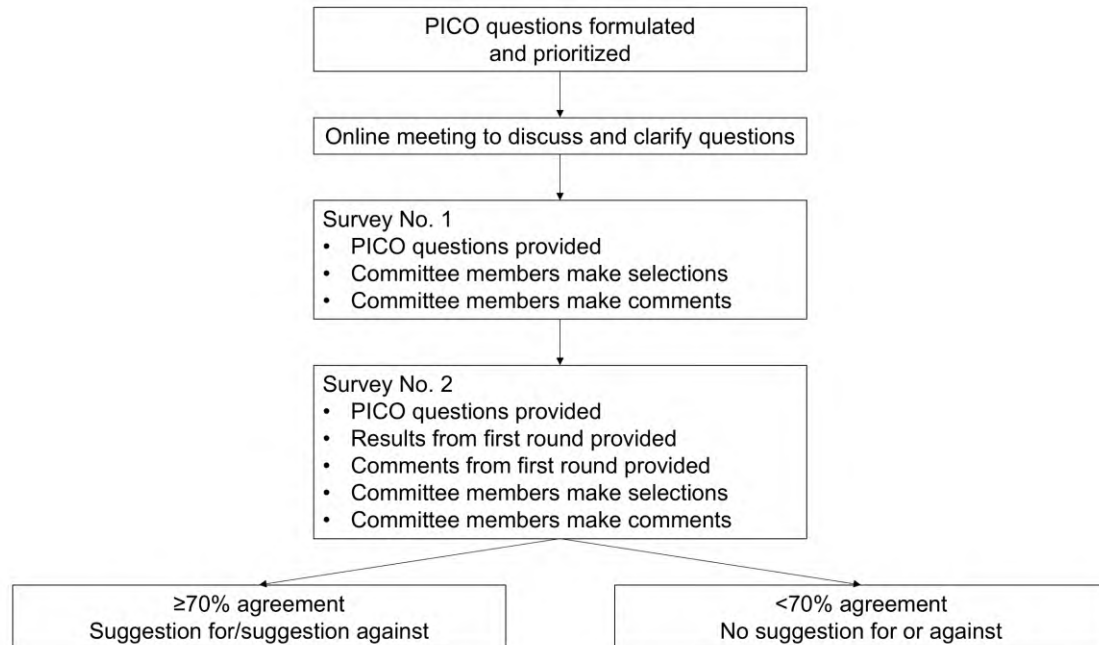 PICO questions formulated
and prioritized
Online meeting to discuss and clarify questions
Survey No. 1
• PICO questions provided
• Committee members make selections
• Committee members make comments
Survey No. 2
• PICO questions provided
• Results from first round provided
• Comments from first round provided
• Committee members make selections
• Committee members make comments
≥70% agreement
Suggestion for/suggestion against
<70% agreement
No suggestion for or against